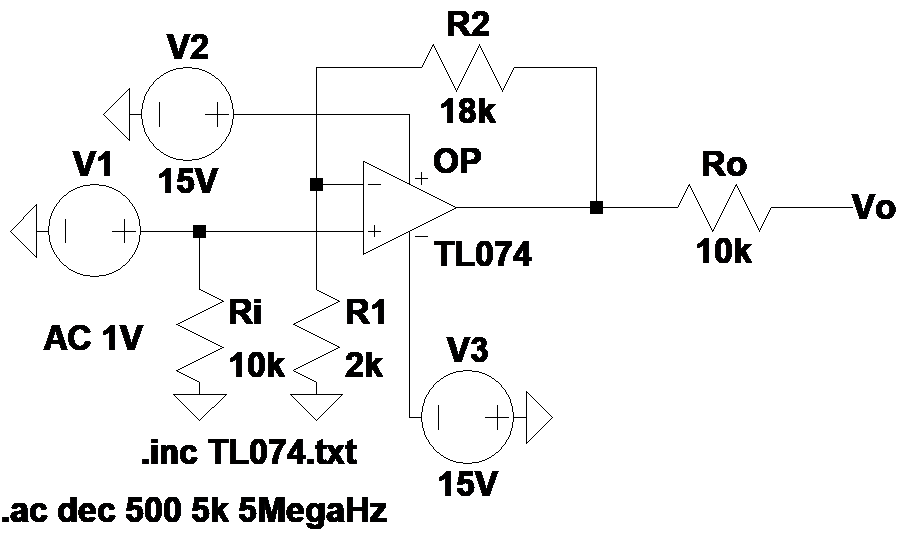 R2
V2
18k
OP
+
V1
15V
Ro
Vo
TL074
10k
AC 1V
Ri
10k
R1
2k
V3
15V
.inc TL074.txt
.ac dec 500 5k 5MegaHz